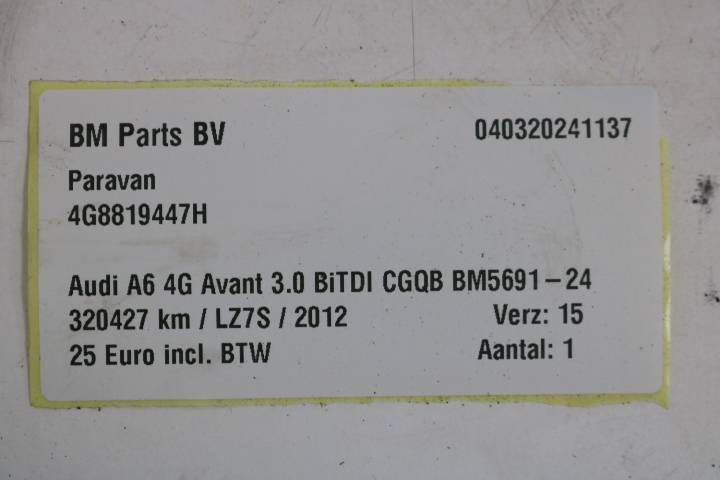 BM Parts BV 040320241137
Paravan
4G8819447H
Audi A6 4G Avant 3.0 BiTDI CGQB BM5691-24
320427 km / LZ7S / 2012 Verz: 15
25 Euro incl. BTW Aantal: 1